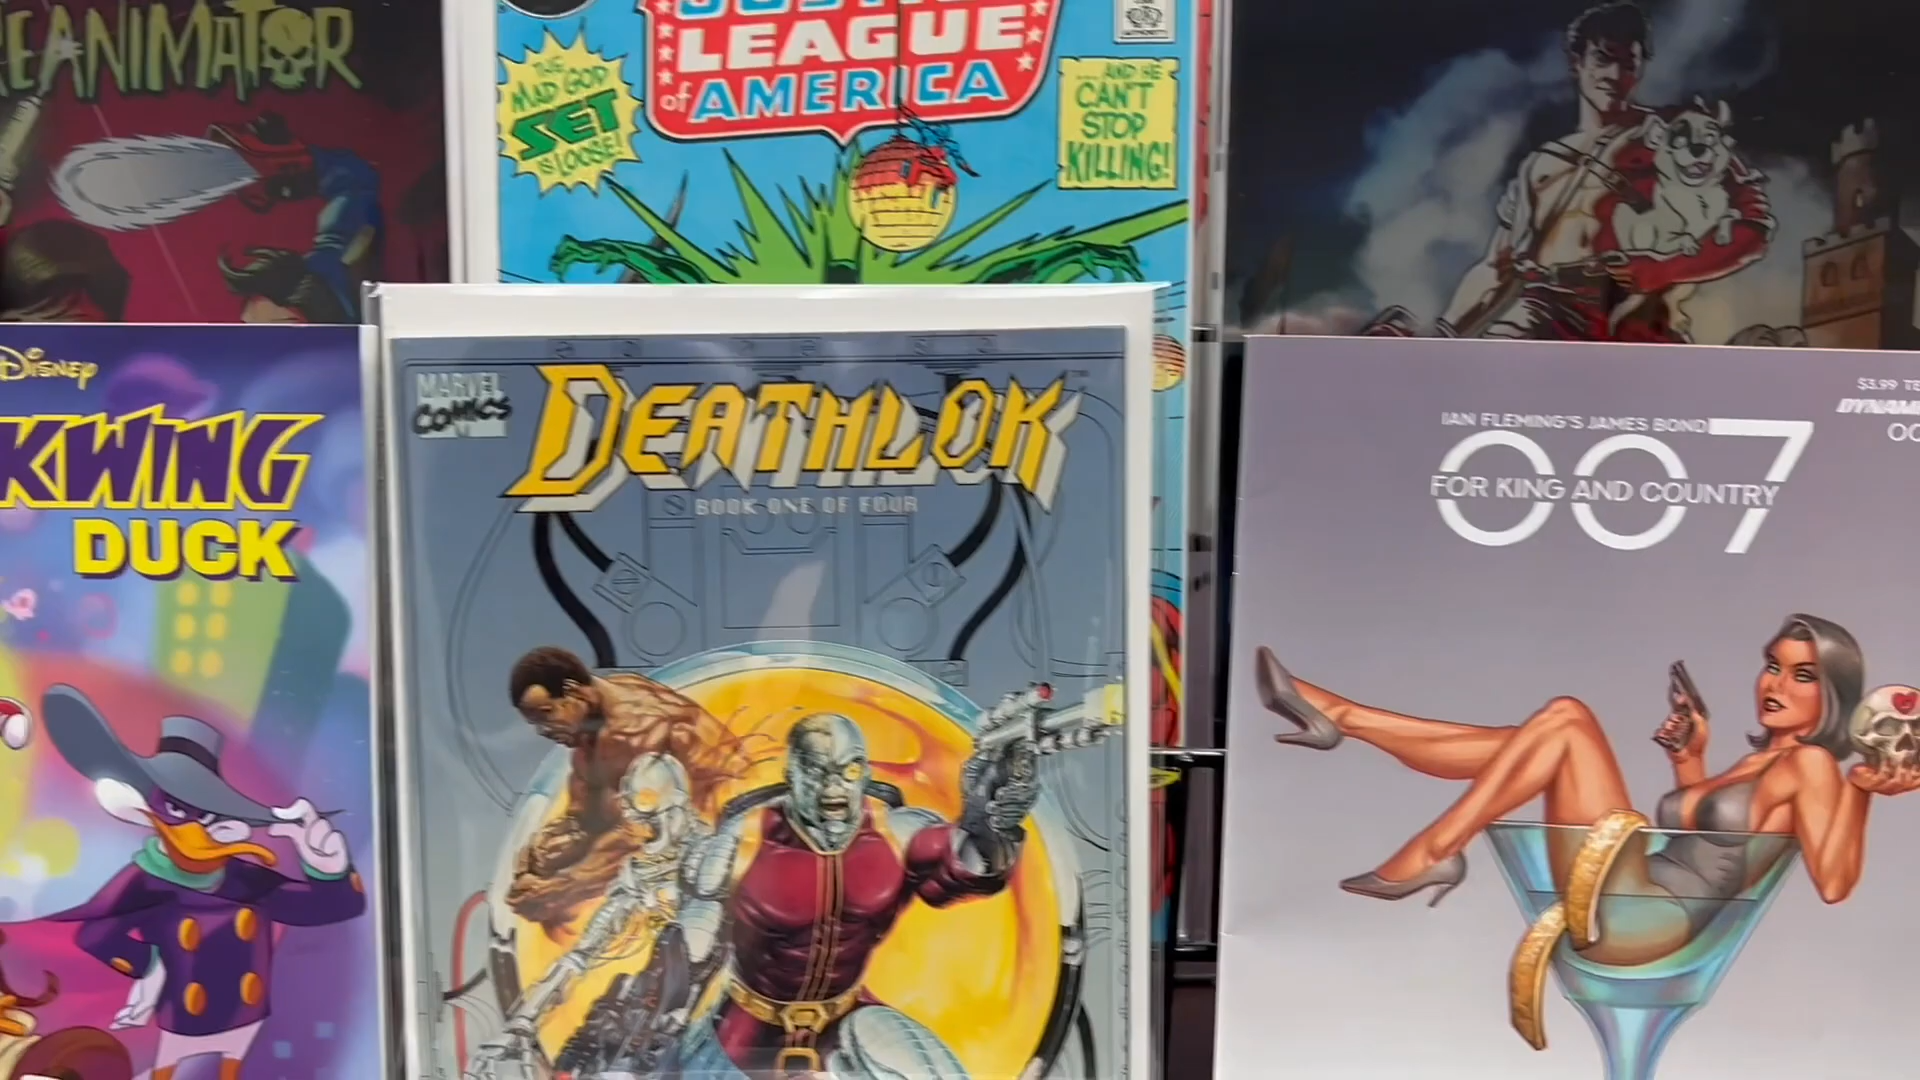 REANIMATOR
LEAGUE
of AMERICA
THE
MAD GOD
SET
IS LOOSE!
...AND HE
CAN'T
STOP
KILLING!
DISNEY
KWING
DUCK
MARVEL
COMICS
DEATHLOK
BOOK ONE OF FOUR
$3.99
IAN FLEMING'S JAMES BOND
007
FOR KING AND COUNTRY